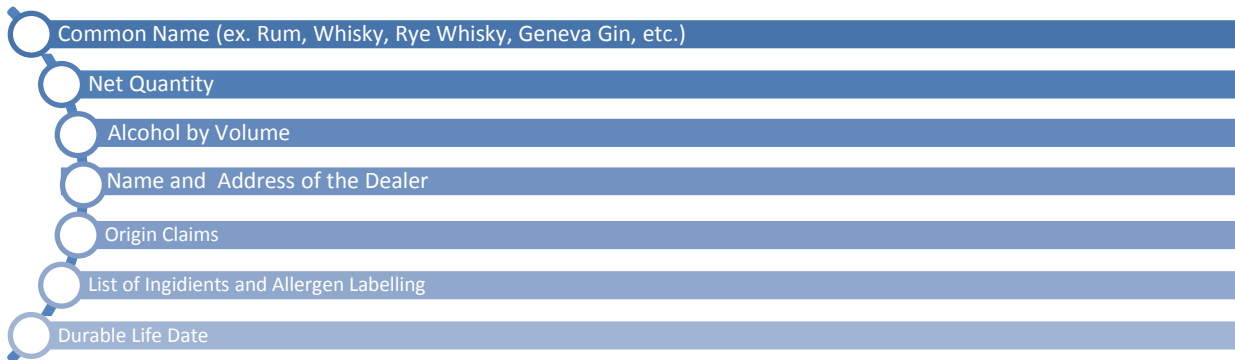 Common Name (ex. Rum, Whisky, Rye Whisky, Geneva Gin, etc.)
Net Quantity
Alcohol by Volume
Name and Address of the Dealer
Origin Claims
List of Ingidients and Allergen Labelling
Durable Life Date